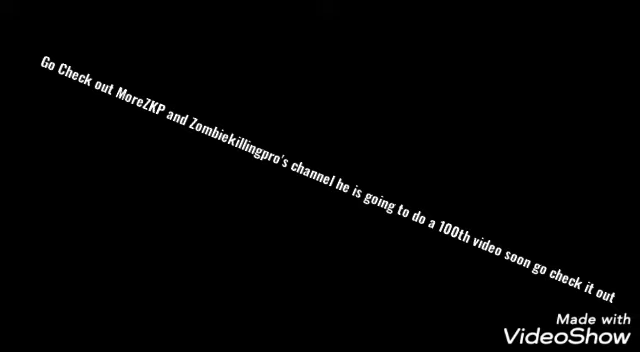 Go Check out MoreZKP and Zombiekillingpro's channel he is going to do a 100th video soon go check it out
Made with
VideoShow